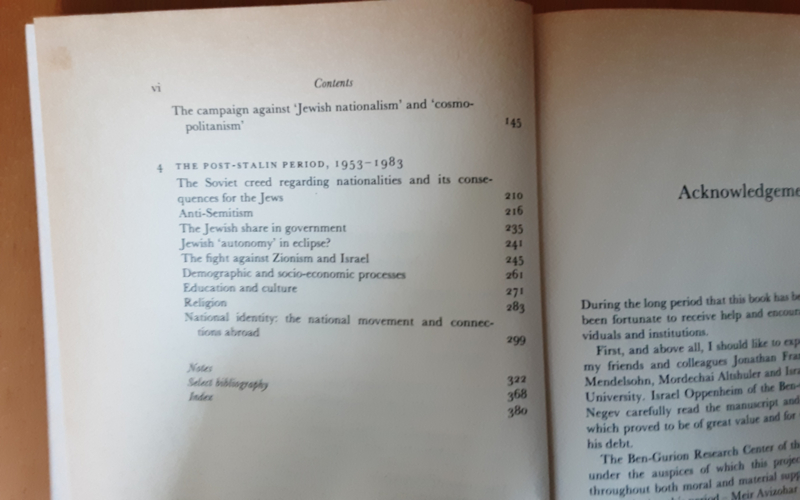 vi Contents
The campaign against 'Jewish nationalism' and 'cosmo-
politanism' 145
4 THE POST-STALIN PERIOD, 1953–1983
The Soviet creed regarding nationalities and its conse-
quences for the Jews 210
Anti-Semitism 216
The Jewish share in government 235
Jewish 'autonomy' in eclipse? 241
The fight against Zionism and Israel 245
Demographic and socio-economic processes 261
Education and culture 271
Religion 283
National identity: the national movement and connec-
tions abroad 299
Notes 322
Select bibliography 368
Index 380
Acknowledgeme
During the long period that this book has be
been fortunate to receive help and encour
viduals and institutions.
First, and above all, I should like to exp
my friends and colleagues Jonathan Fran
Mendelsohn, Mordechai Altshuler and Isra
University. Israel Oppenheim of the Ben-
Negev carefully read the manuscript and
which proved to be of great value and for
his debt.
The Ben-Gurion Research Center of th
under the auspices of which this projec
throughout both moral and material supp
period Meir Avizohar